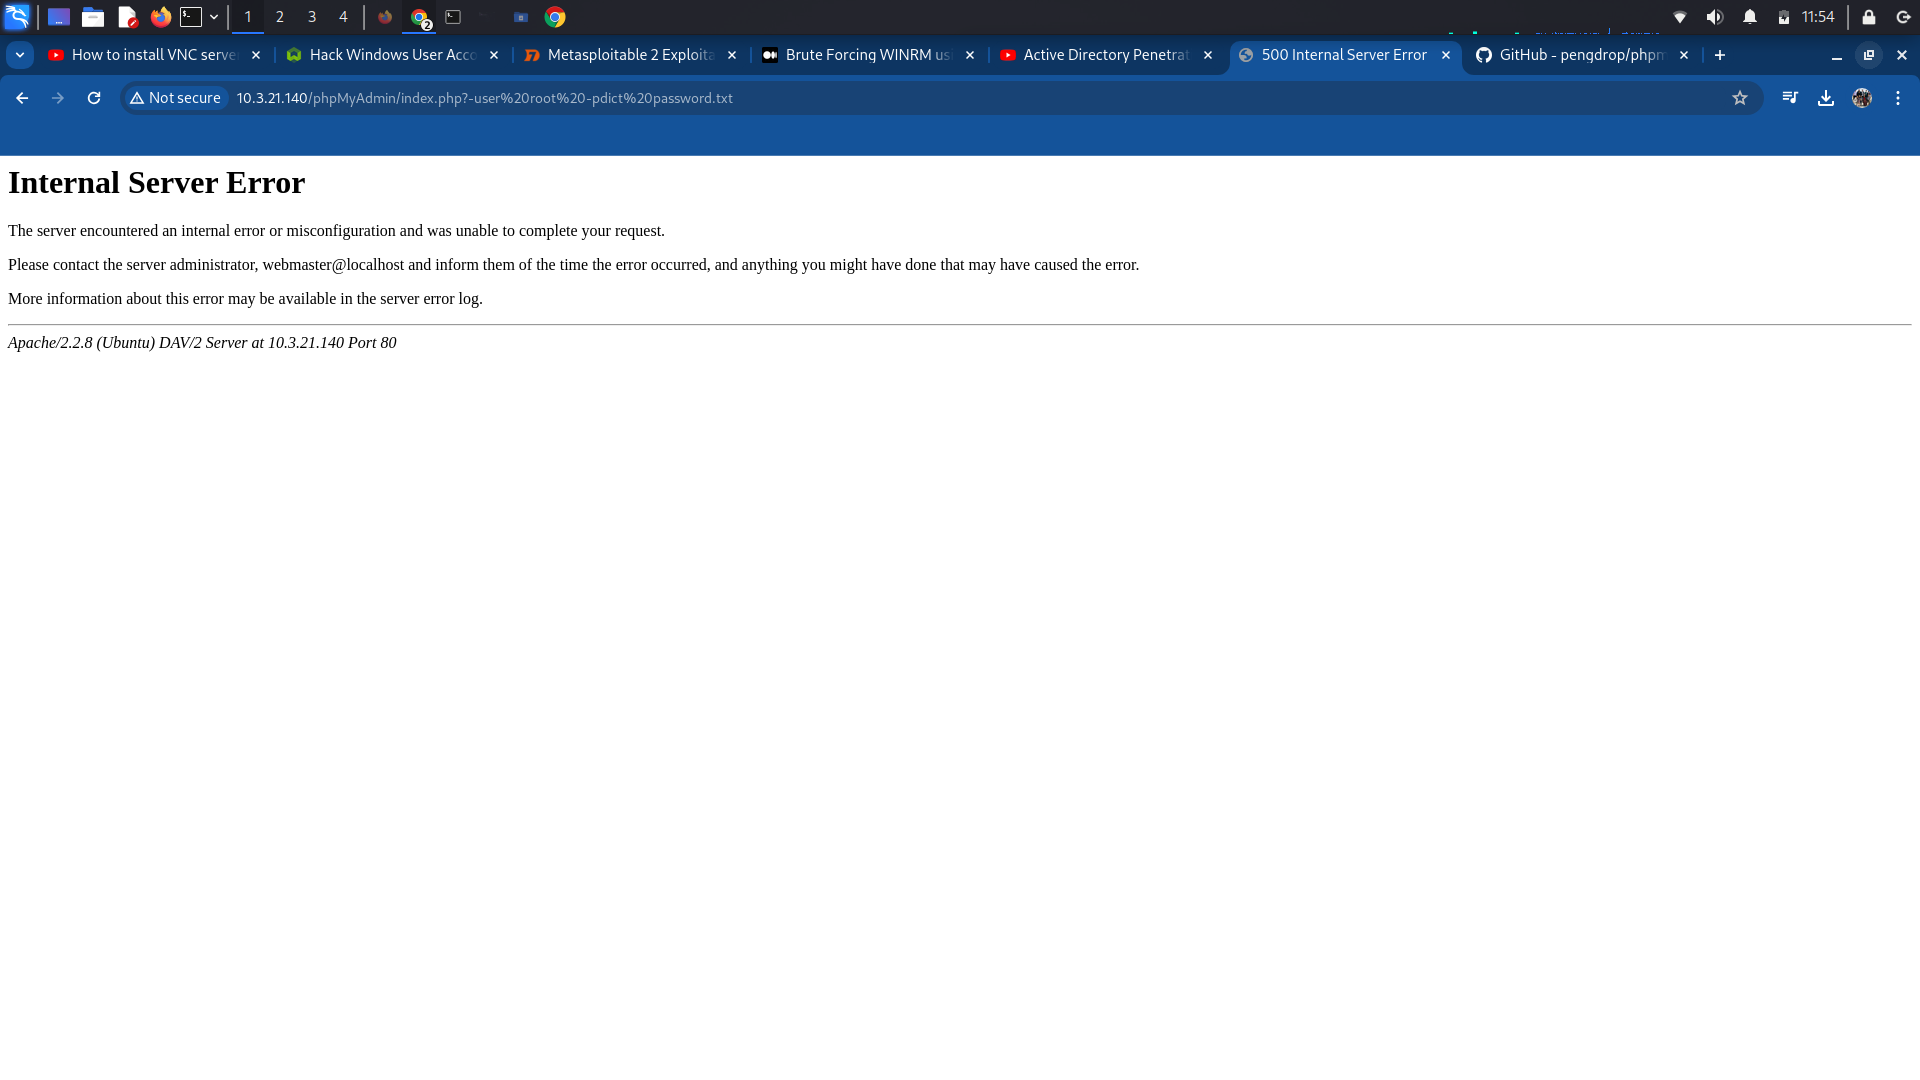 1 2 3 4 11:54
How to install VNC serve
Hack Windows User Acco
Metasploitable 2 Exploita
Brute Forcing WINRM us
Active Directory Penetrat
500 Internal Server Error
GitHub - pengdrop/phpm
Not secure 10.3.21.140/phpMyAdmin/index.php?-user%20root%20-pdict%20password.txt
Internal Server Error
The server encountered an internal error or misconfiguration and was unable to complete your request.
Please contact the server administrator, webmaster@localhost and inform them of the time the error occurred, and anything you might have done that may have caused the error.
More information about this error may be available in the server error log.
Apache/2.2.8 (Ubuntu) DAV/2 Server at 10.3.21.140 Port 80